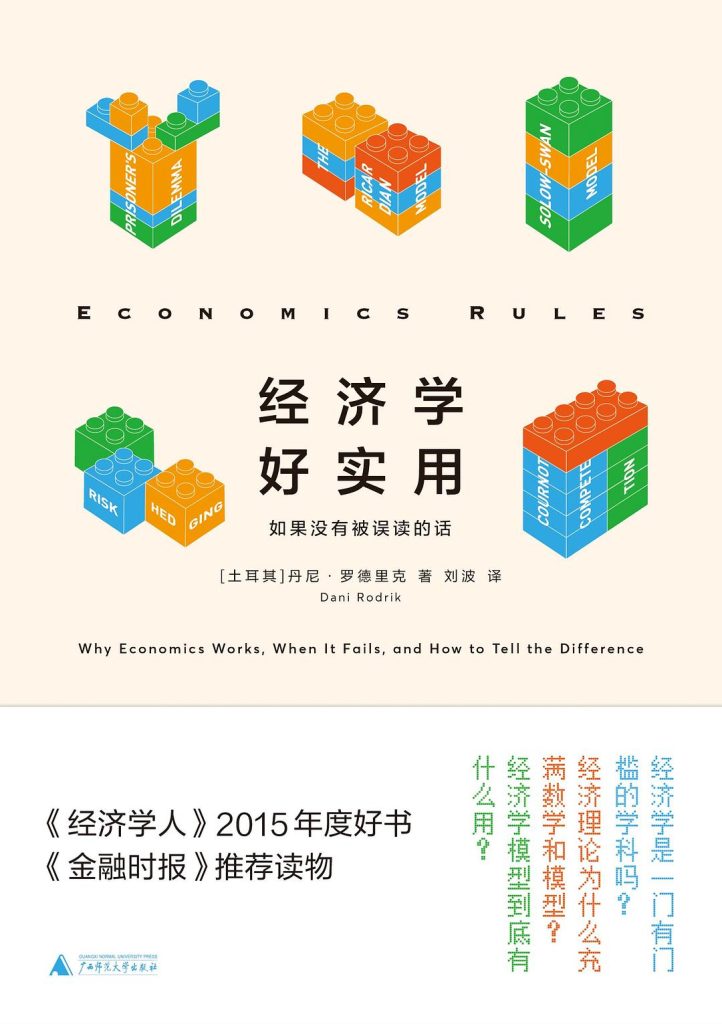 PRISONER'S
DILEMMA
THE
RICAR
DIAN
MODEL
SOLOW-SWAN
MODEL
ECONOMICS RULES
经济学
好实用
RISK
HED
GING
COURNOT
COMPETE
TION
如果没有被误读的话
[土耳其]丹尼·罗德里克 著 刘波 译
Dani Rodrik
Why Economics Works, When It Fails, and How to Tell the Difference
经济学是一门有门
槛的学科吗?
经济理论为什么充
满数学和模型?
经济学模型到底有
什么用?
《经济学人》2015年度好书
《金融时报》推荐读物
GUANGXI NORMAL UNIVERSITY PRESS
广西师范大学出版社